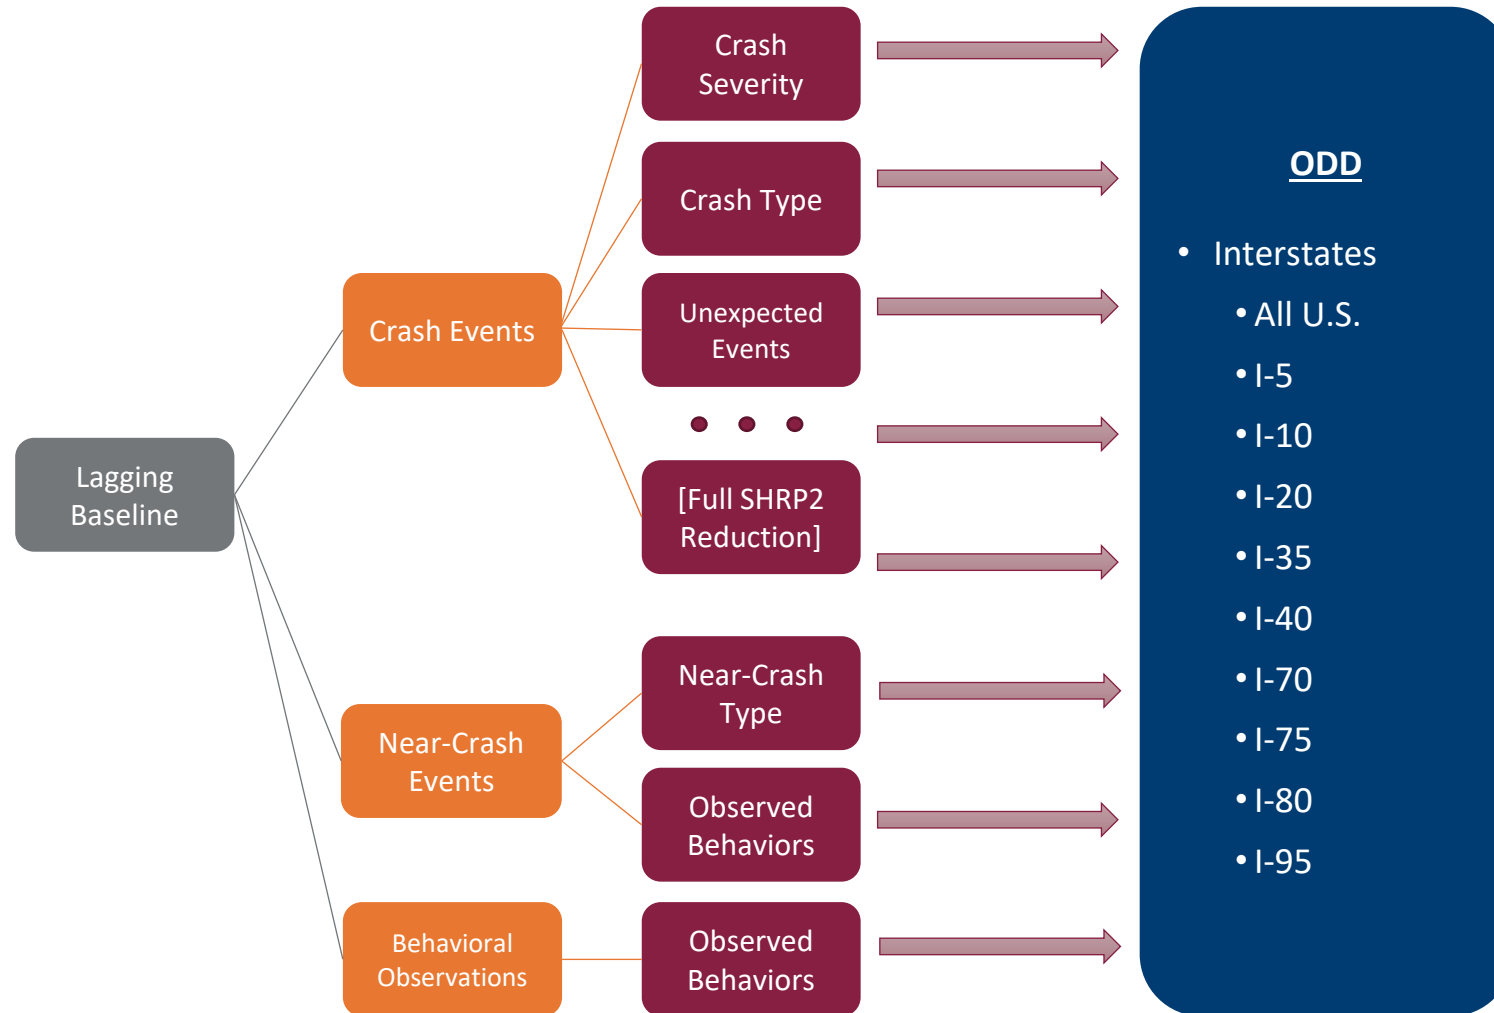 Lagging
Baseline
Crash Events
Near-Crash
Events
Behavioral
Observations
Crash
Severity
Crash Type
Unexpected
Events
[Full SHRP2
Reduction]
Near-Crash
Type
Observed
Behaviors
Observed
Behaviors
ODD
• Interstates
• All U.S.
• I-5
• I-10
• I-20
• I-35
• I-40
• I-70
• I-75
• I-80
• I-95